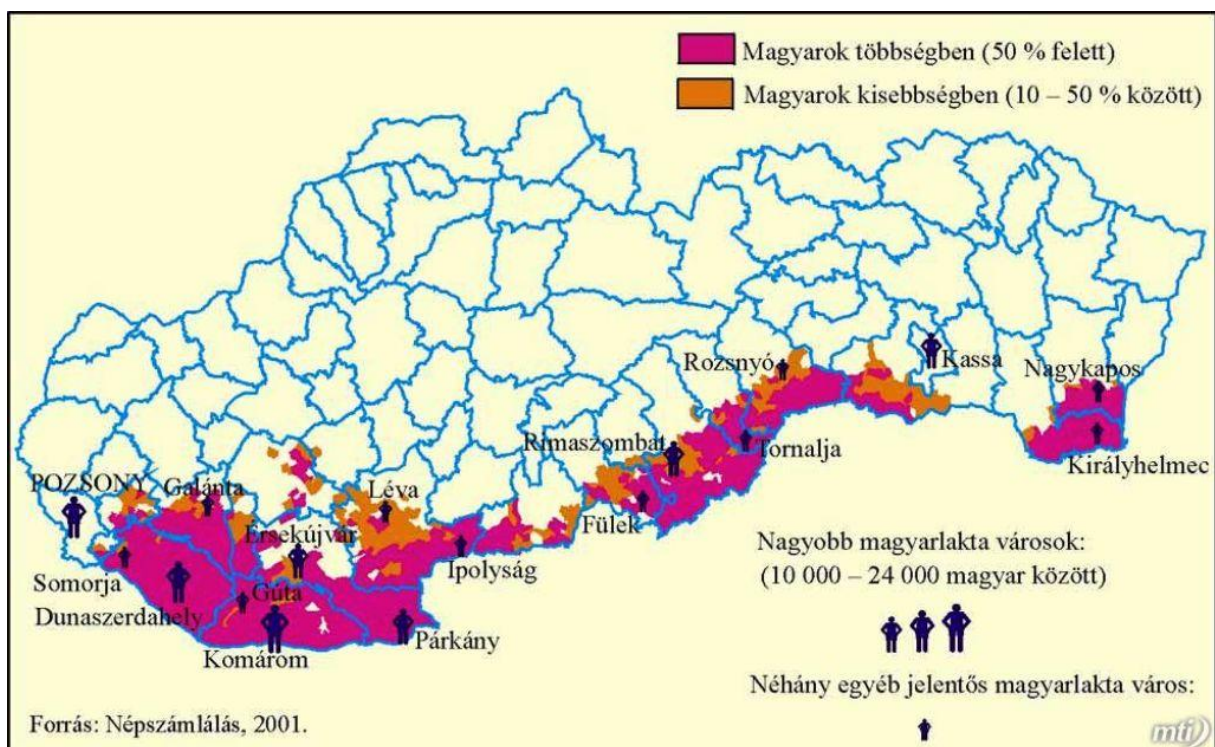 Magyarok többségben (50 % felett)
Magyarok kisebbségben (10 – 50 % között)
Kassa
Rozsnyó
Nagykapos
Rimaszombat
Tornalja
Királyhelmec
POZSONY
Galánta
Léva
Fülek
Érsekújvár
Ipolyság
Somorja
Gúta
Dunaszerdahely
Párkány
Komárom
Nagyobb magyarlakta városok:
(10 000 – 24 000 magyar között)
Néhány egyéb jelentős magyarlakta város:
Forrás: Népszámlálás, 2001.
mti